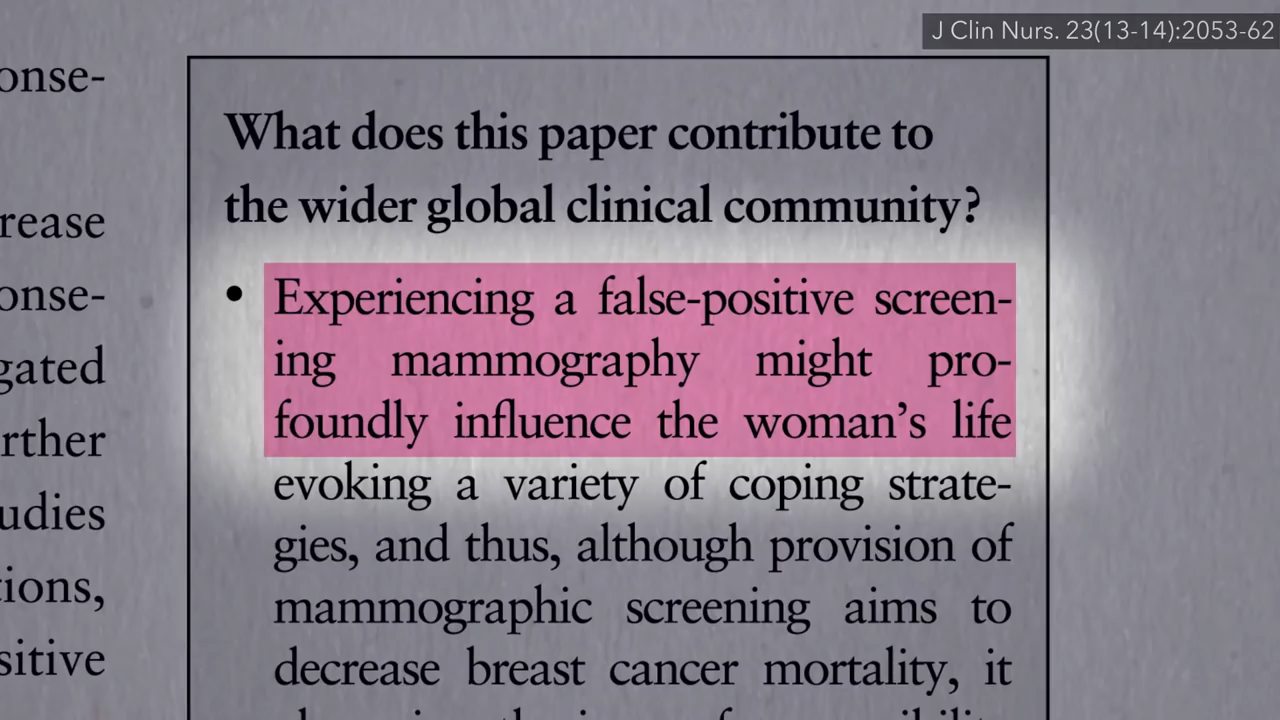 J Clin Nurs. 23(13-14):2053-62
onse-
rease
onse-
gated
rther
udies
tions,
sitive
What does this paper contribute to
the wider global clinical community?
• Experiencing a false-positive screen-
ing mammography might pro-
foundly influence the woman's life
evoking a variety of coping strate-
gies, and thus, although provision of
mammographic screening aims to
decrease breast cancer mortality, it